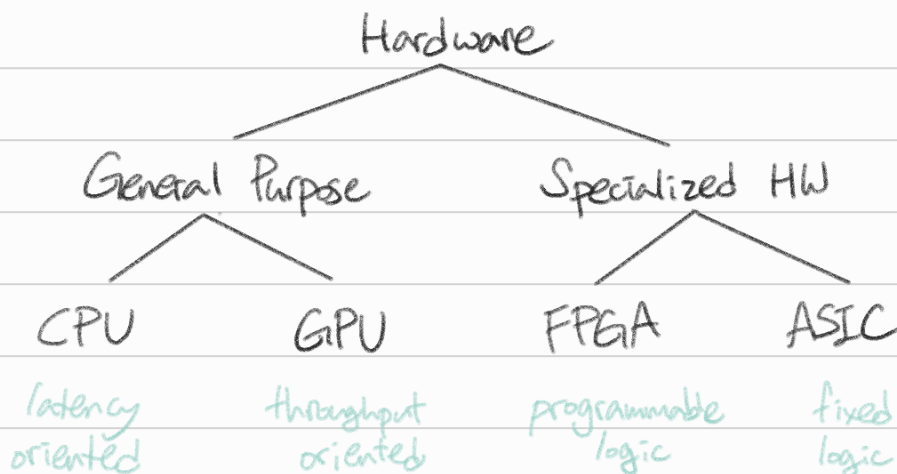 Hardware
General Purpose
Specialized HW
CPU
GPU
FPGA
ASIC
latency
oriented
throughput
oriented
programmable
logic
fixed
logic